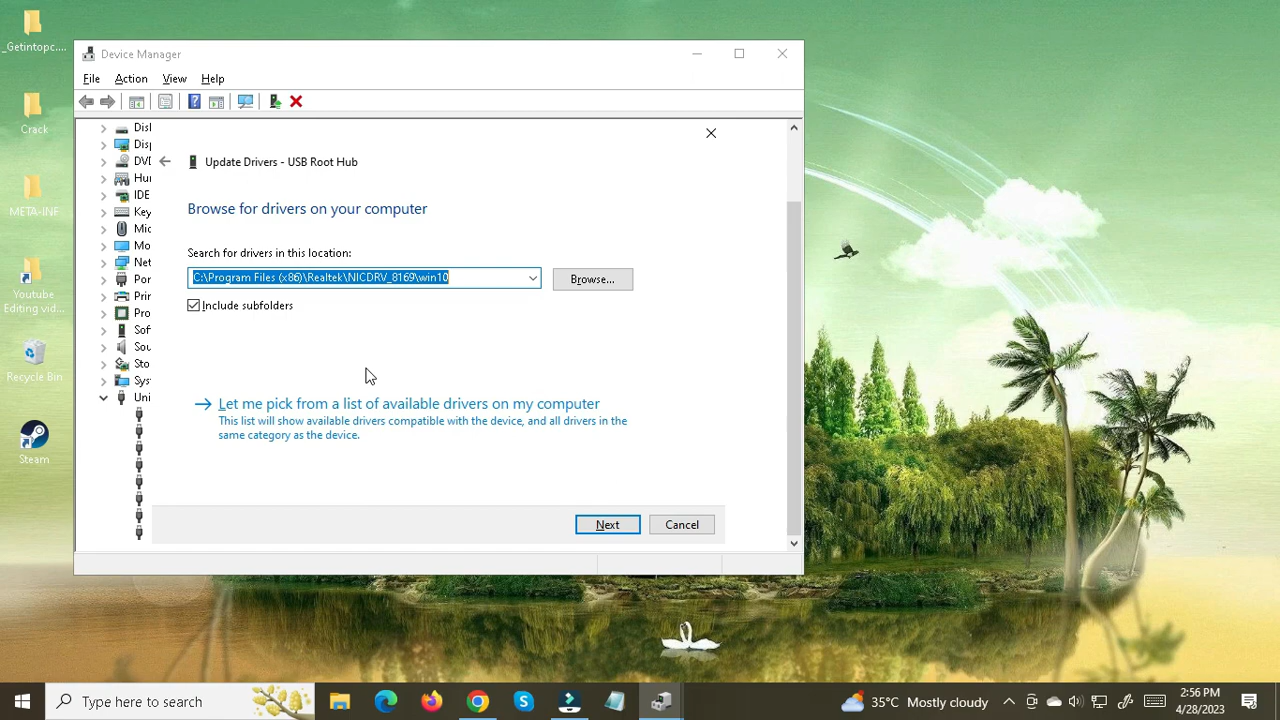 _Getintopc....
Crack
META-INF
Youtube
Editing vid...
Recycle Bin
Steam
Device Manager
File Action View Help
Disl
Disp
DVI
Hur
IDE
Key
Mic
Mo
Net
Por
Prin
Pro
Sof
Sou
Sto
Syst
Uni
Update Drivers - USB Root Hub
Browse for drivers on your computer
Search for drivers in this location:
C:\Program Files (x86)\Realtek\NICDRV_8169\win10
Browse...
Include subfolders
Let me pick from a list of available drivers on my computer
This list will show available drivers compatible with the device, and all drivers in the
same category as the device.
Next Cancel
Type here to search
35°C Mostly cloudy
2:56 PM
4/28/2023